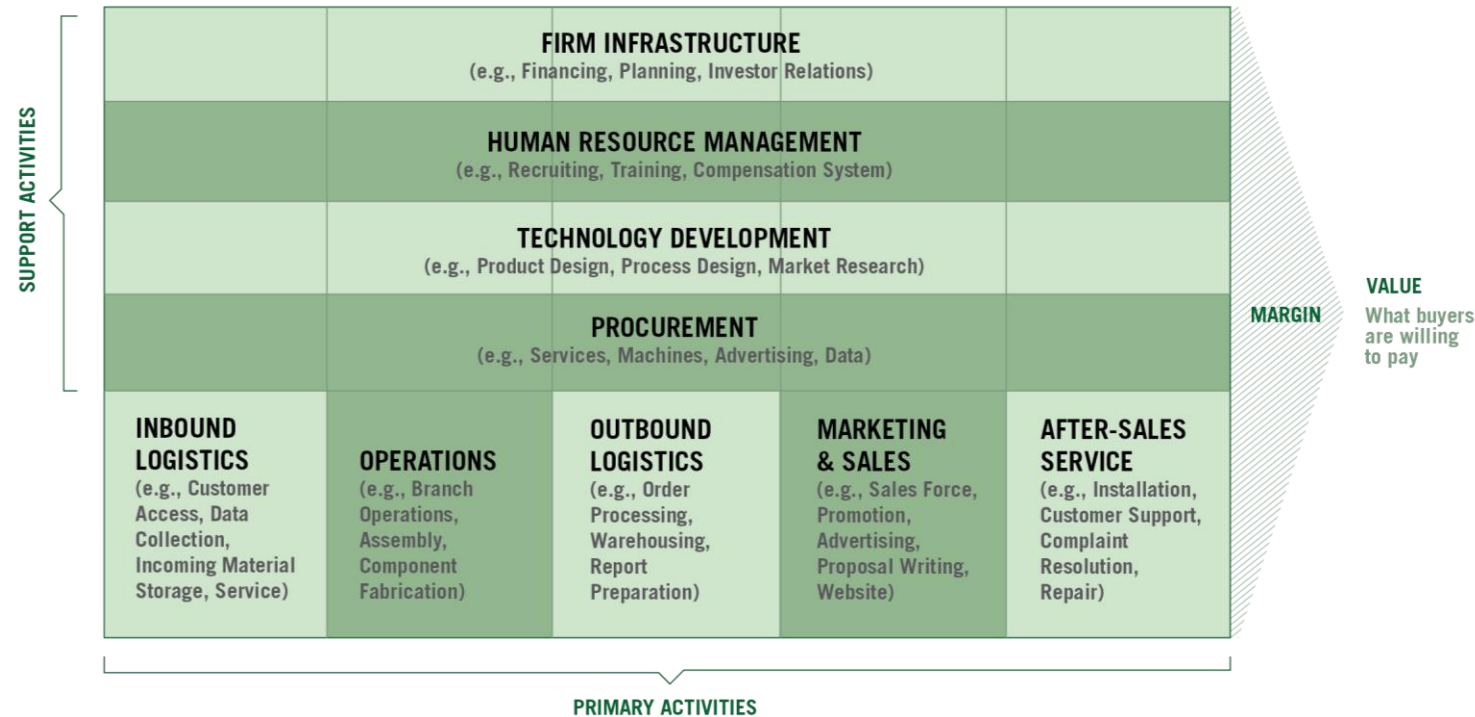 SUPPORT ACTIVITIES
FIRM INFRASTRUCTURE
(e.g., Financing, Planning, Investor Relations)
HUMAN RESOURCE MANAGEMENT
(e.g., Recruiting, Training, Compensation System)
TECHNOLOGY DEVELOPMENT
(e.g., Product Design, Process Design, Market Research)
PROCUREMENT
(e.g., Services, Machines, Advertising, Data)
INBOUND
LOGISTICS
(e.g., Customer
Access, Data
Collection,
Incoming Material
Storage, Service)
OPERATIONS
(e.g., Branch
Operations,
Assembly,
Component
Fabrication)
OUTBOUND
LOGISTICS
(e.g., Order
Processing,
Warehousing,
Report
Preparation)
MARKETING
& SALES
(e.g., Sales Force,
Promotion,
Advertising,
Proposal Writing,
Website)
AFTER-SALES
SERVICE
(e.g., Installation,
Customer Support,
Complaint
Resolution,
Repair)
MARGIN
VALUE
What buyers
are willing
to pay
PRIMARY ACTIVITIES